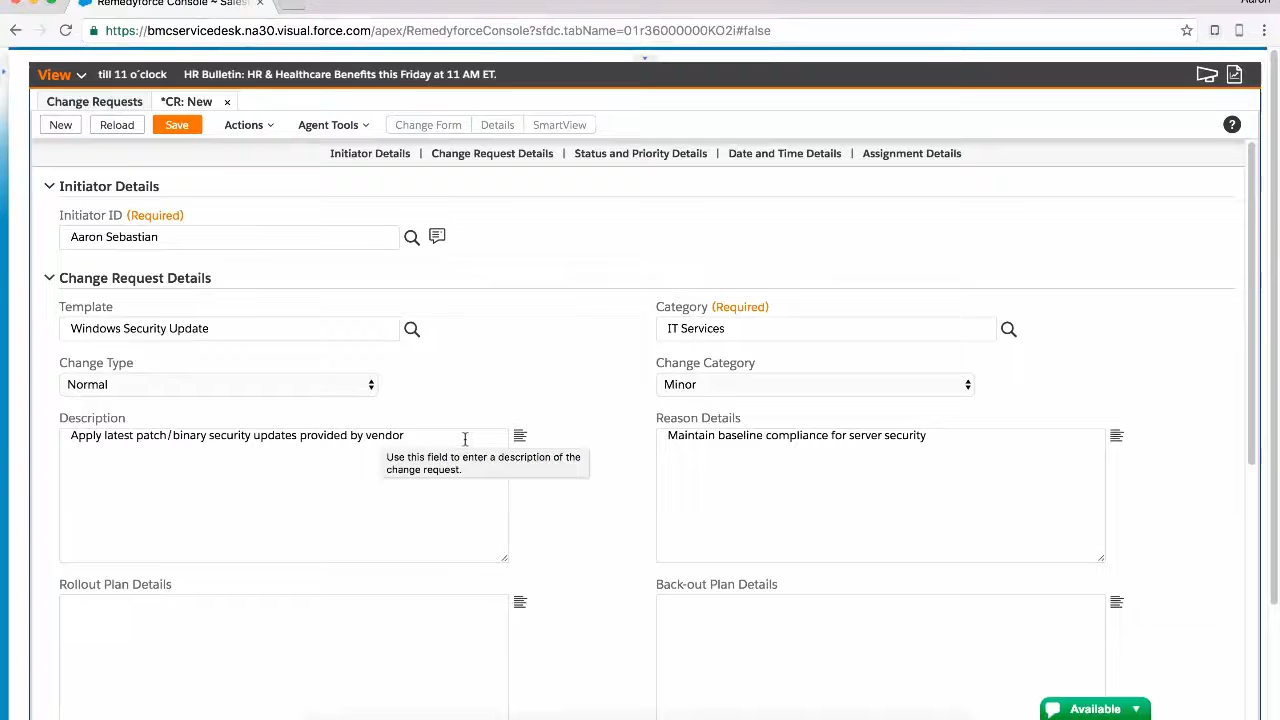 Remedyforce Console ~ Sales
https://bmcservicedesk.na30.visual.force.com/apex/RemedyforceConsole?sfdc.tabName=01r36000000KO2i#false
View till 11 o´clock HR Bulletin: HR & Healthcare Benefits this Friday at 11 AM ET.
Change Requests *CR: New ×
New Reload Save Actions Agent Tools Change Form Details SmartView ?
Initiator Details | Change Request Details | Status and Priority Details | Date and Time Details | Assignment Details
Initiator Details
Initiator ID (Required)
Aaron Sebastian
Change Request Details
Template Category (Required)
Windows Security Update IT Services
Change Type Change Category
Normal Minor
Description Reason Details
Apply latest patch/binary security updates provided by vendor Maintain baseline compliance for server security
Use this field to enter a description of the
change request.
Rollout Plan Details Back-out Plan Details
Available